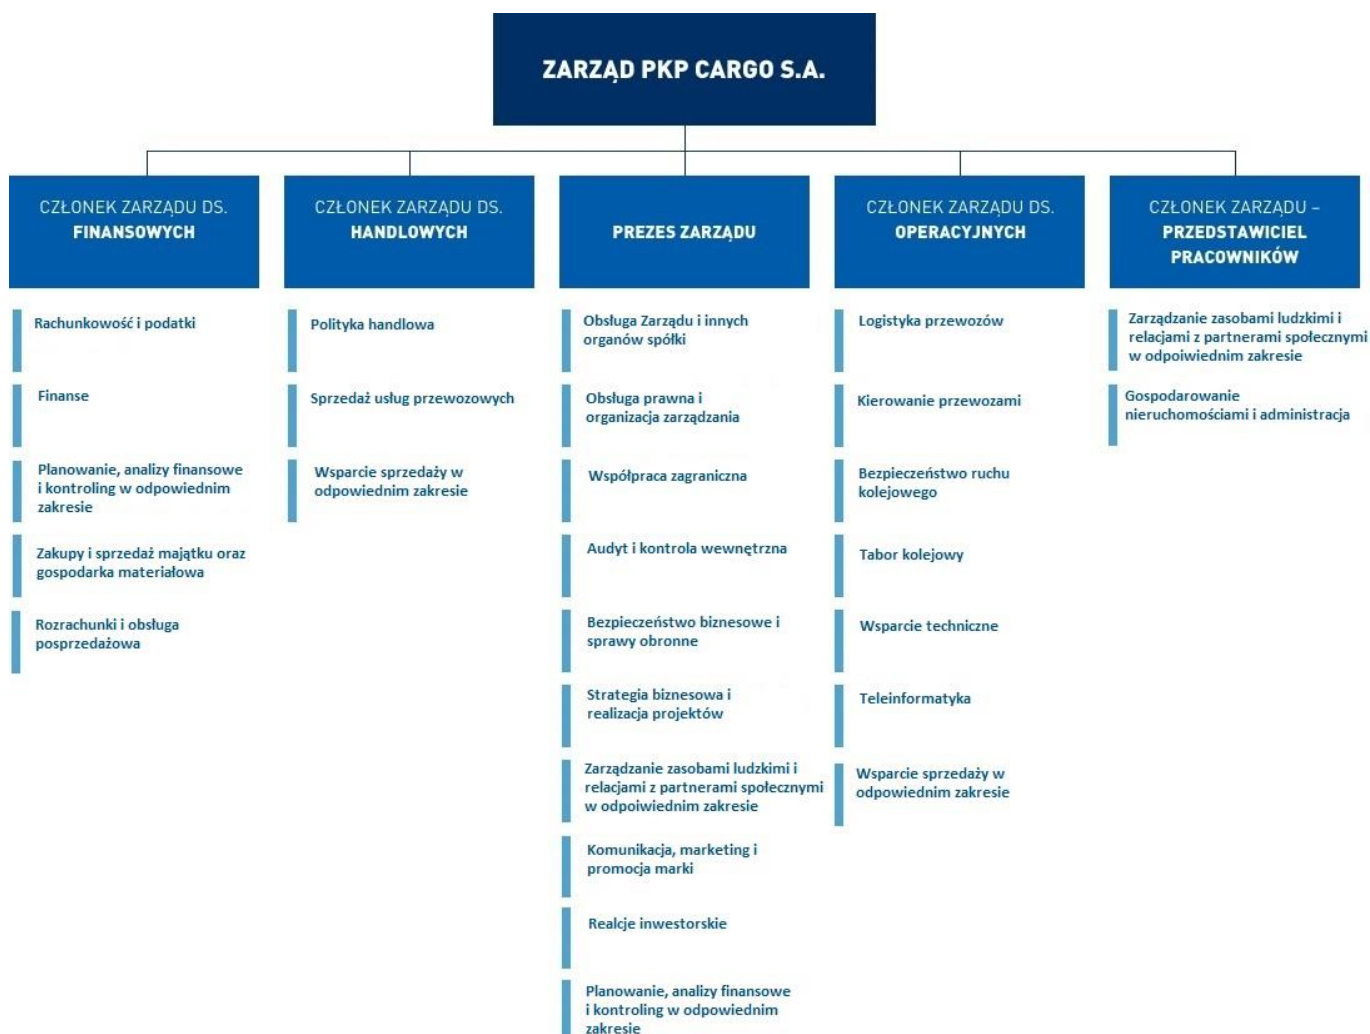 ZARZĄD PKP CARGO S.A.
CZŁONEK ZARZĄDU DS.
FINANSOWYCH
Rachunkowość i podatki
Finanse
Planowanie, analizy finansowe
i kontroling w odpowiednim
zakresie
Zakupy i sprzedaż majątku oraz
gospodarka materiałowa
Rozrachunki i obsługa
posprzedażowa
CZŁONEK ZARZĄDU DS.
HANDLOWYCH
Polityka handlowa
Sprzedaż usług przewozowych
Wsparcie sprzedaży w
odpowiednim zakresie
PREZES ZARZĄDU
Obsługa Zarządu i innych
organów spółki
Obsługa prawna i
organizacja zarządzania
Współpraca zagraniczna
Audyt i kontrola wewnętrzna
Bezpieczeństwo biznesowe i
sprawy obronne
Strategia biznesowa i
realizacja projektów
Zarządzanie zasobami ludzkimi i
relacjami z partnerami społecznymi
w odpoiwiednim zakresie
Komunikacja, marketing i
promocja marki
Realcje inwestorskie
Planowanie, analizy finansowe
i kontroling w odpowiednim
zakresie
CZŁONEK ZARZĄDU DS.
OPERACYJNYCH
Logistyka przewozów
Kierowanie przewozami
Bezpieczeństwo ruchu
kolejowego
Tabor kolejowy
Wsparcie techniczne
Teleinformatyka
Wsparcie sprzedaży w
odpowiednim zakresie
CZŁONEK ZARZĄDU –
PRZEDSTAWICIEL
PRACOWNIKÓW
Zarządzanie zasobami ludzkimi i
relacjami z partnerami społecznymi
w odpoiwiednim zakresie
Gospodarowanie
nieruchomościami i administracja